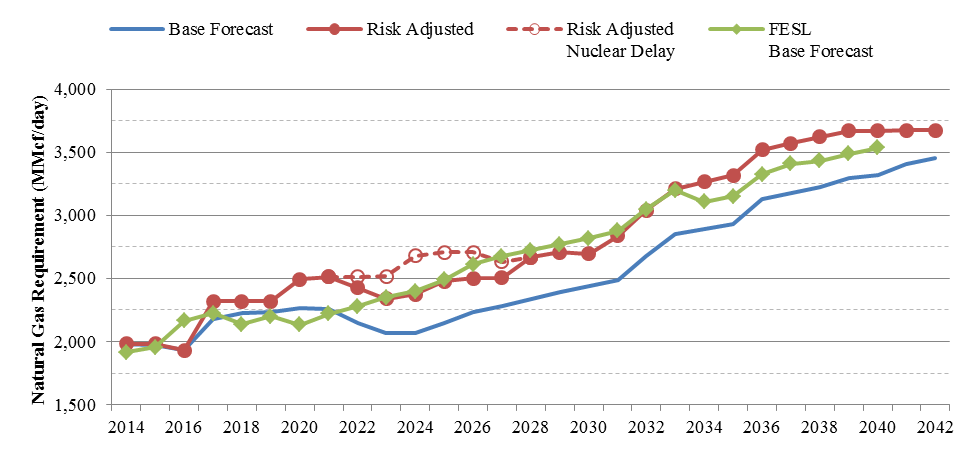 Base Forecast
Risk Adjusted
Risk Adjusted
Nuclear Delay
FESL
Base Forecast
Natural Gas Requirement (MMcf/day)
4,000
3,500
3,000
2,500
2,000
1,500
2014 2016 2018 2020 2022 2024 2026 2028 2030 2032 2034 2036 2038 2040 2042